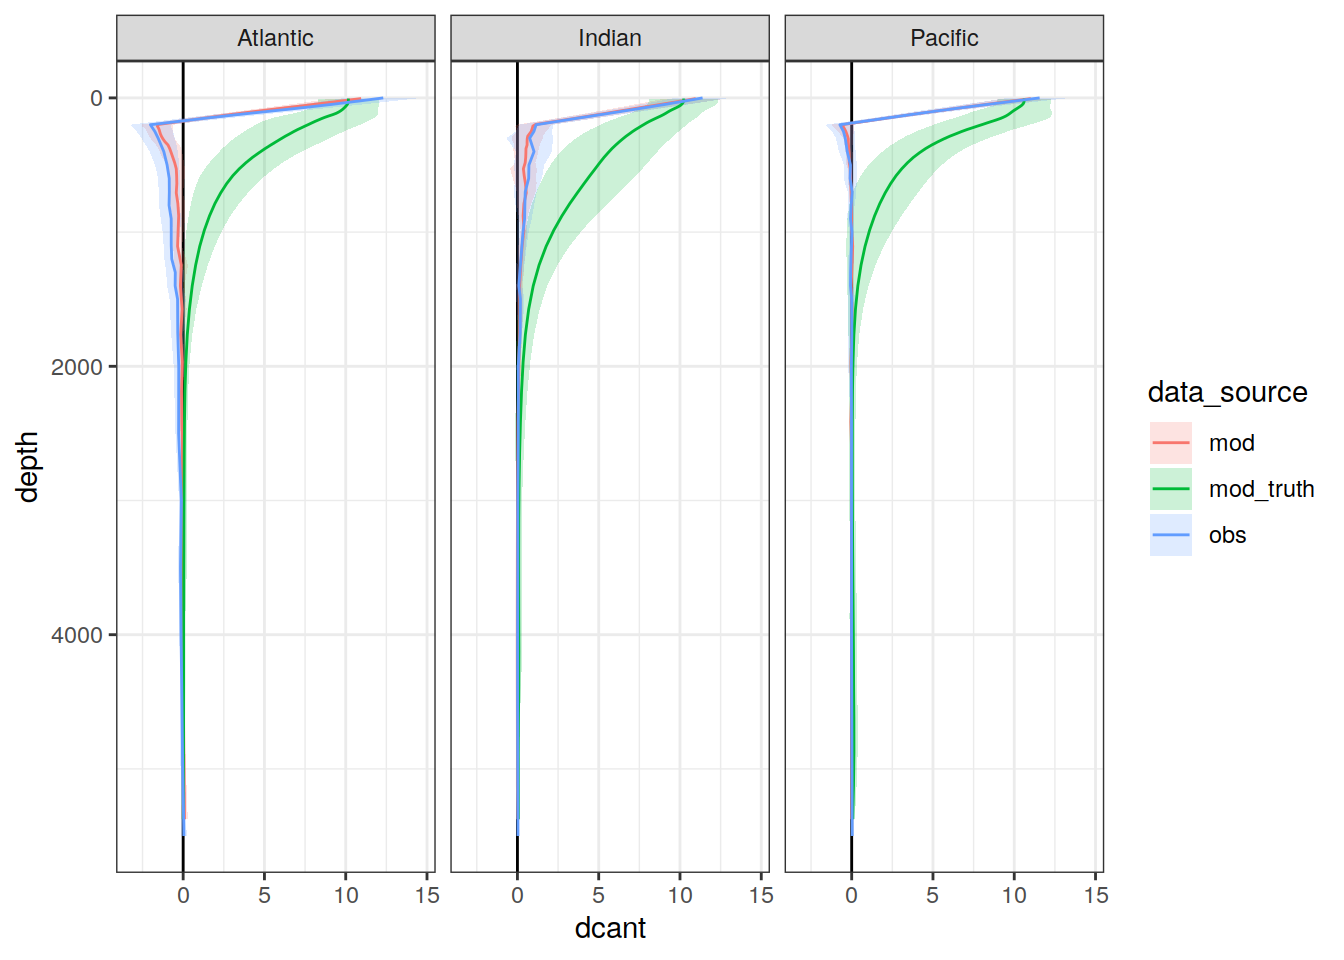 Atlantic Indian Pacific
0
2000
4000
depth
0 5 10 15 0 5 10 15 0 5 10 15
dcant
data_source
mod
mod_truth
obs